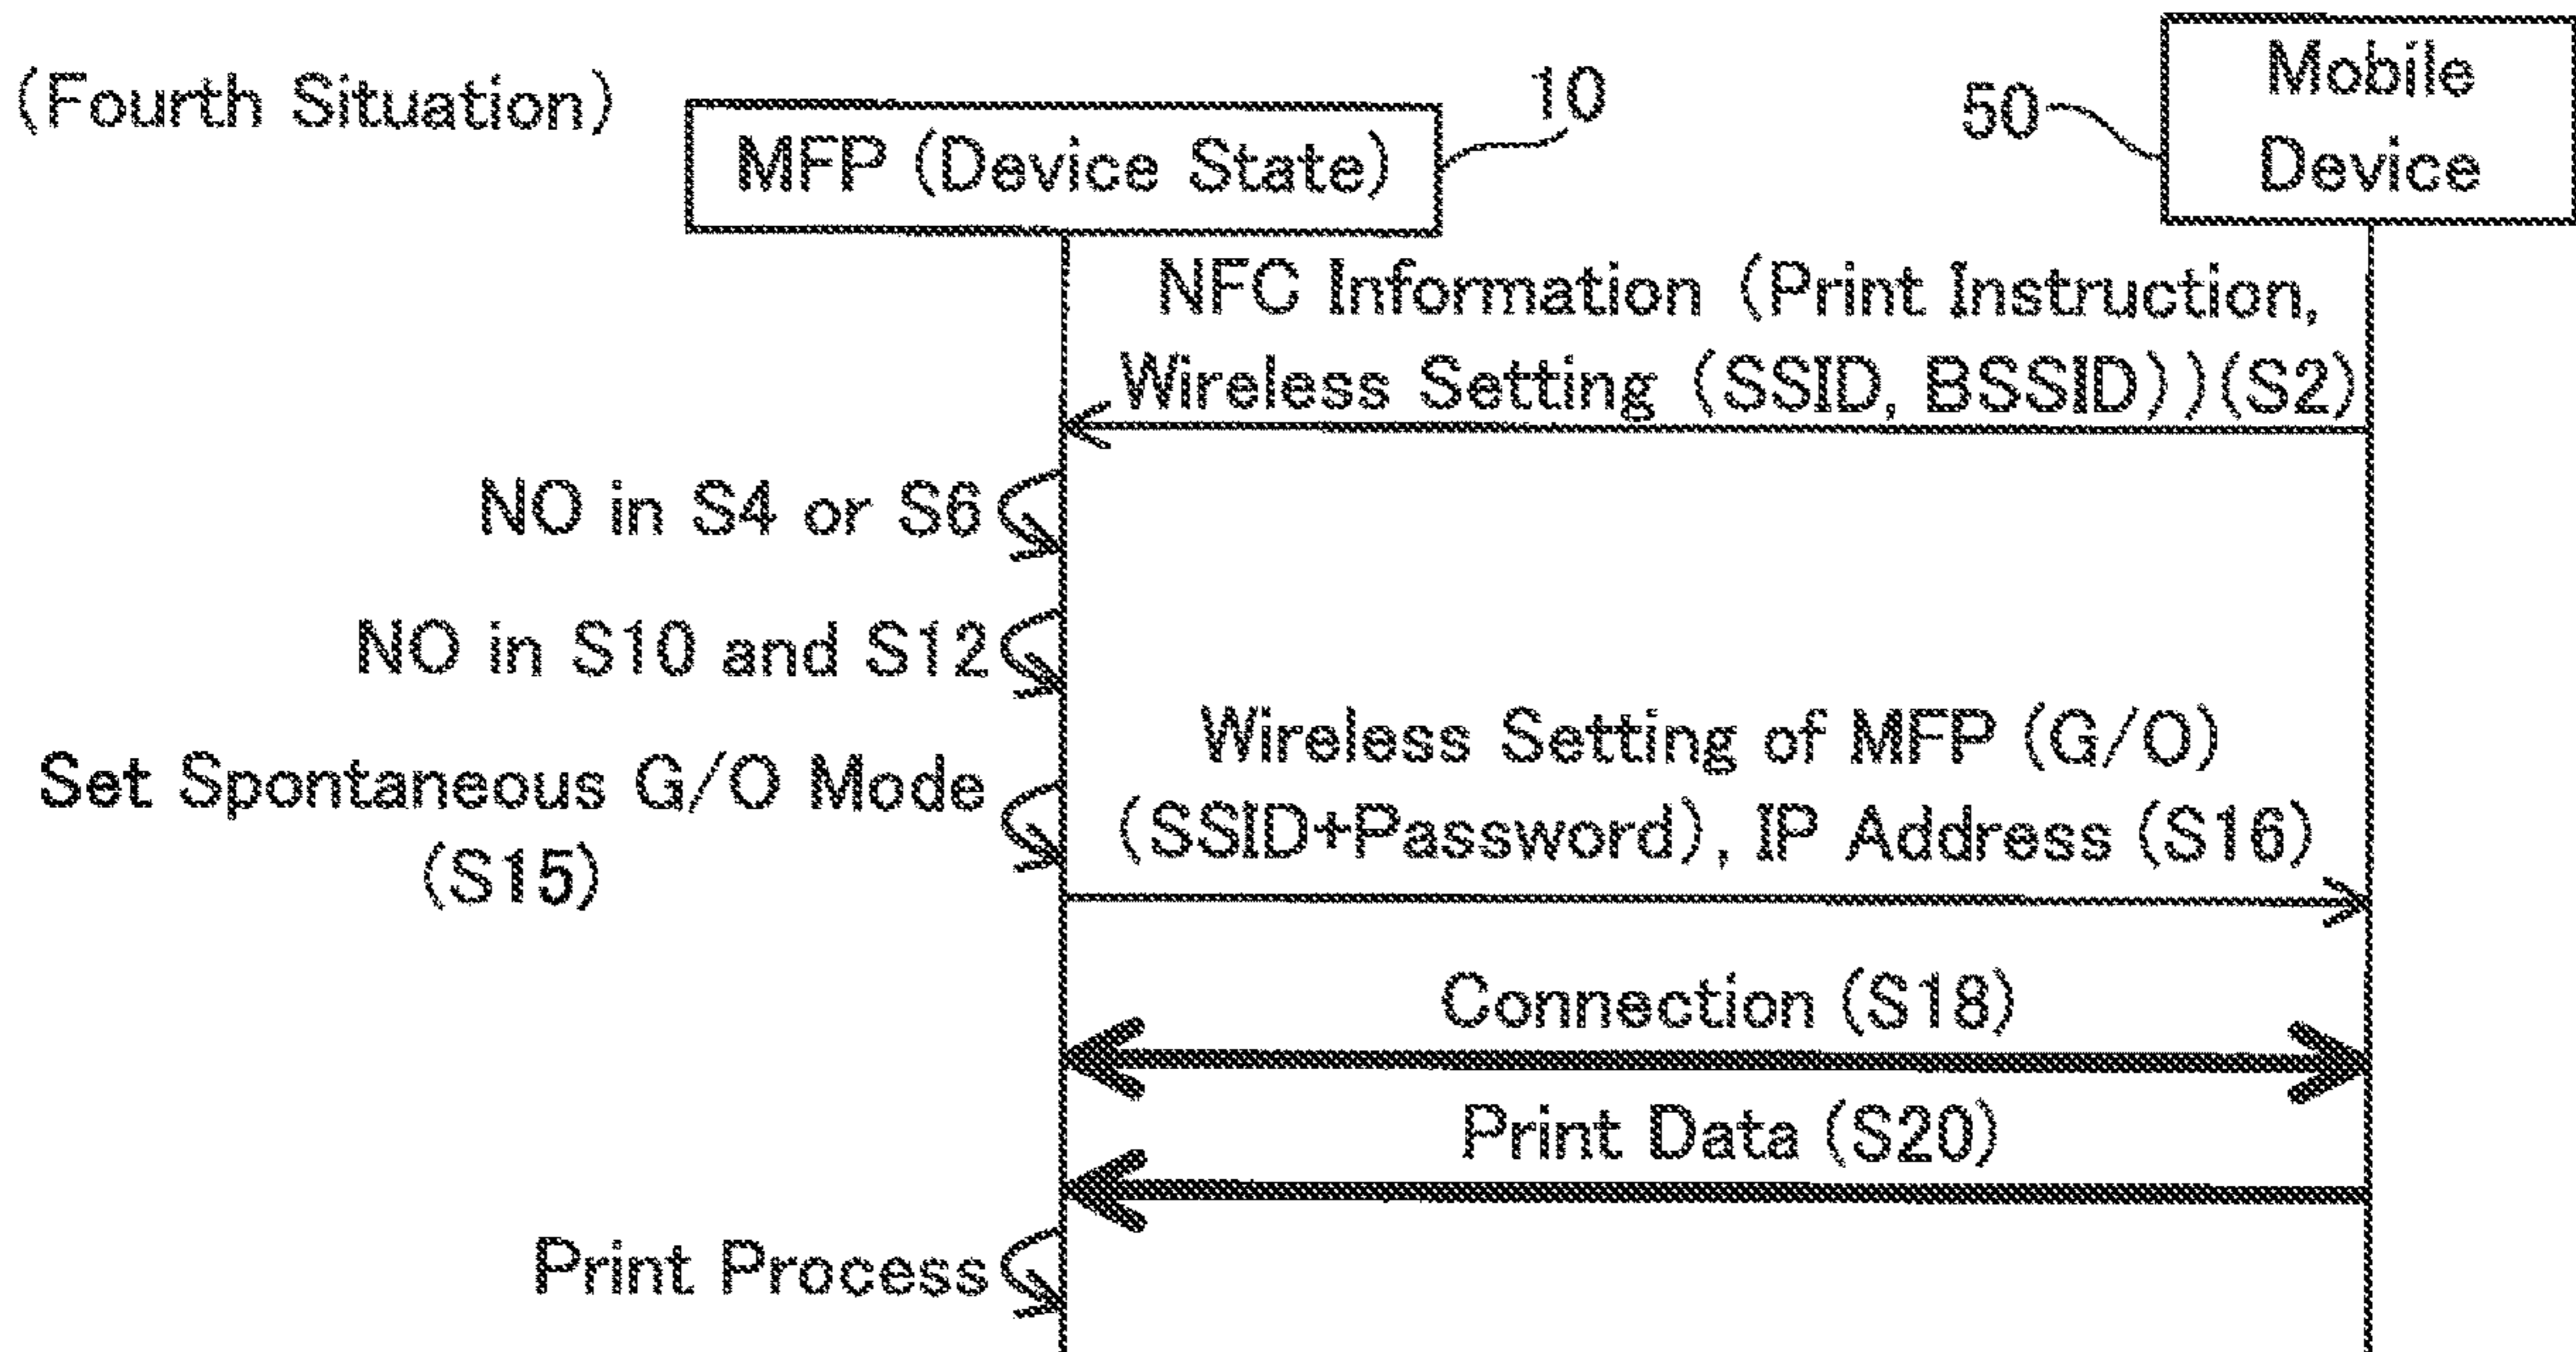 (Fourth Situation)
10
50
Mobile
Device
MFP (Device State)
NFC Information (Print Instruction,
Wireless Setting (SSID, BSSID))(S2)
NO in S4 or S6
NO in S10 and S12
Set Spontaneous G/O Mode
(S15)
Wireless Setting of MFP (G/O)
(SSID+Password), IP Address (S16)
Connection (S18)
Print Data (S20)
Print Process